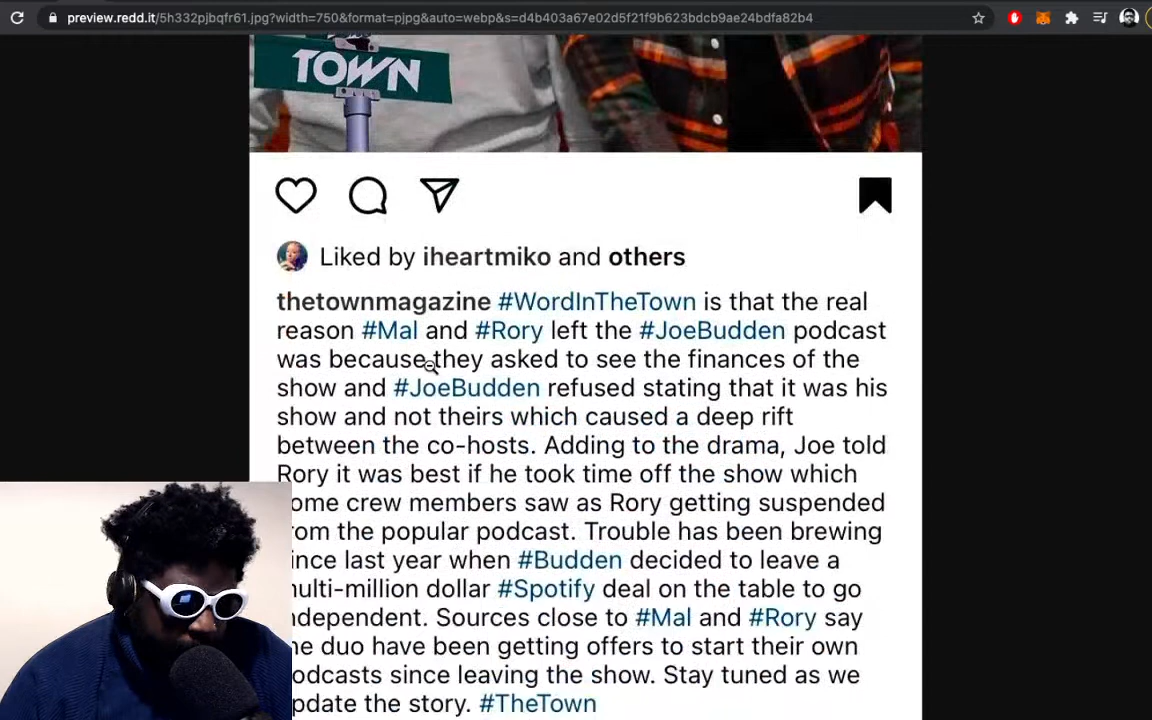 preview.redd.it/5h332pjbqfr61.jpg?width=750&format=pjpg&auto=webp&s=d4b403a67e02d5f21f9b623bdcb9ae24bdfa82b4
TOWN
Liked by iheartmiko and others
thetownmagazine #WordInTheTown is that the real
reason #Mal and #Rory left the #JoeBudden podcast
was because they asked to see the finances of the
show and #JoeBudden refused stating that it was his
show and not theirs which caused a deep rift
between the co-hosts. Adding to the drama, Joe told
Rory it was best if he took time off the show which
ome crew members saw as Rory getting suspended
rom the popular podcast. Trouble has been brewing
ince last year when #Budden decided to leave a
multi-million dollar #Spotify deal on the table to go
ndependent. Sources close to #Mal and #Rory say
he duo have been getting offers to start their own
odcasts since leaving the show. Stay tuned as we
pdate the story. #TheTown